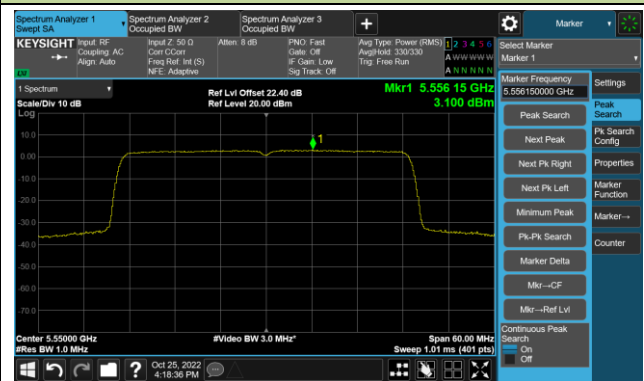 Spectrum Analyzer 1
Swept SA
Spectrum Analyzer 2
Occupied BW
Spectrum Analyzer 3
Occupied BW
+
Marker
KEYSIGHT
Input: RF
Coupling: AC
Align: Auto
Input Z: 50 Ω
Corr CCorr
Freq Ref: Int (S)
NFE: Adaptive
Atten: 8 dB
PNO: Fast
Gate: Off
IF Gain: Low
Sig Track: Off
Avg Type: Power (RMS)
Avg|Hold: 330/330
Trig: Free Run
1 2 3 4 5 6
A W W W W W
A N N N N N
Select Marker
Marker 1
1 Spectrum
Scale/Div 10 dB
Log
Ref Lvl Offset 22.40 dB
Ref Level 20.00 dBm
Mkr1 5.556 15 GHz
3.100 dBm
10.0
0.00
-10.0
-20.0
-30.0
-40.0
-50.0
-60.0
-70.0
1
Center 5.55000 GHz
#Res BW 1.0 MHz
#Video BW 3.0 MHz*
Span 60.00 MHz
Sweep 1.01 ms (401 pts)
Marker Frequency
5.556150000 GHz
Peak Search
Next Peak
Next Pk Right
Next Pk Left
Minimum Peak
Pk-Pk Search
Marker Delta
Mkr→CF
Mkr→Ref Lvl
Continuous Peak
Search
On
Off
Settings
Peak
Search
Pk Search
Config
Properties
Marker
Function
Marker→
Counter
?
Oct 25, 2022
4:18:36 PM